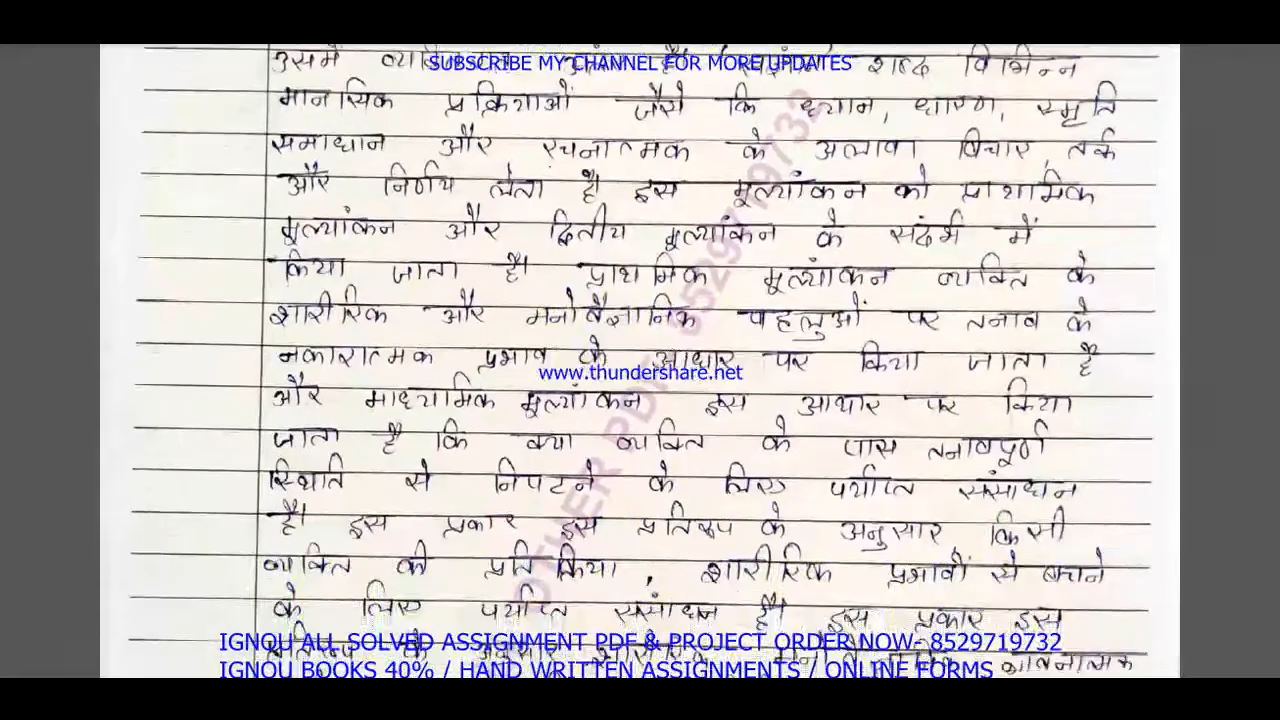 उसमें SUBSCRIBE MY CHANNEL FOR MORE UPDATES शब्द विभिन्न
मानसिक प्रक्रियाओं जैसे कि ध्यान, धारणा, स्मृति
समाधान और रचनात्मक के अलावा विचार, तर्क
और निर्णय लेता है। इस मूल्यांकन को प्राथमिक
मूल्यांकन और द्वितीय मूल्यांकन के संदर्भ में
किया जाता है। प्राथमिक मूल्यांकन व्यक्ति के
शारीरिक और मनोवैज्ञानिक पहलुओं पर तनाव के
नकारात्मक प्रभाव के आधार पर किया जाता है
www.thundershare.net
और माध्यमिक मूल्यांकन इस आधार पर किया
जाता है कि क्या व्यक्ति के पास तनावपूर्ण
स्थिति से निपटने के लिए पर्याप्त संसाधन
है। इस प्रकार इस प्रतिरूप के अनुसार किसी
व्यक्ति की प्रतिक्रिया, शारीरिक प्रभावों से बचाने
के लिए पर्याप्त संसाधन है। इस प्रकार इस
IGNOU ALL SOLVED ASSIGNMENT PDF & PROJECT ORDER NOW:- 8529719732
के अनुसार भावनात्मक
IGNOU BOOKS 40% / HAND WRITTEN ASSIGNMENTS / ONLINE FORMS